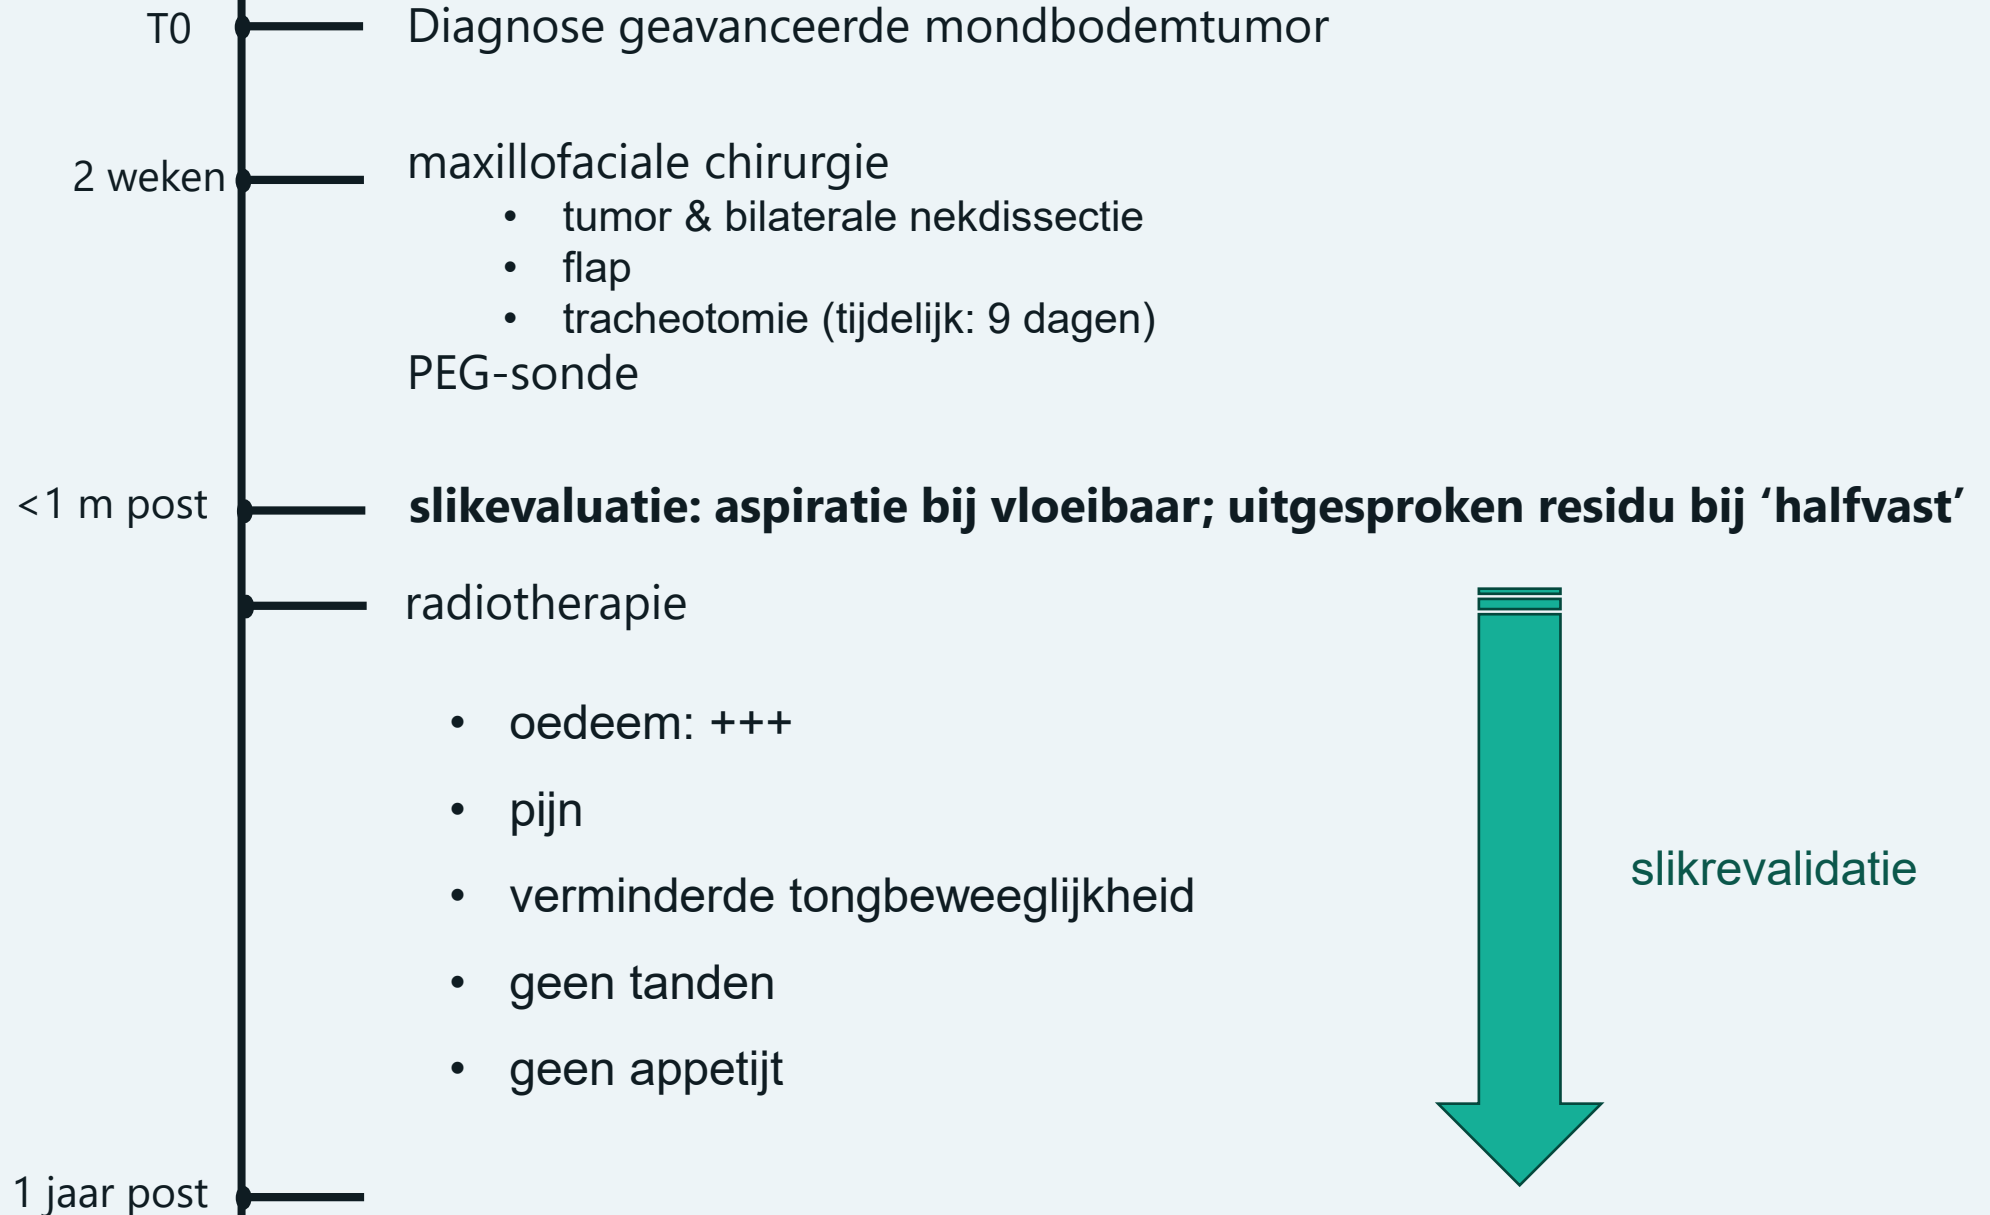 T0
Diagnose geavanceerde mondbodemtumor
2 weken
maxillofaciale chirurgie
• tumor & bilaterale nekdissectie
• flap
• tracheotomie (tijdelijk: 9 dagen)
PEG-sonde
<1 m post
slikevaluatie: aspiratie bij vloeibaar; uitgesproken residu bij ‘halfvast’
radiotherapie
• oedeem: +++
• pijn
• verminderde tongbeweeglijkheid
• geen tanden
• geen appetijt
slikrevalidatie
1 jaar post